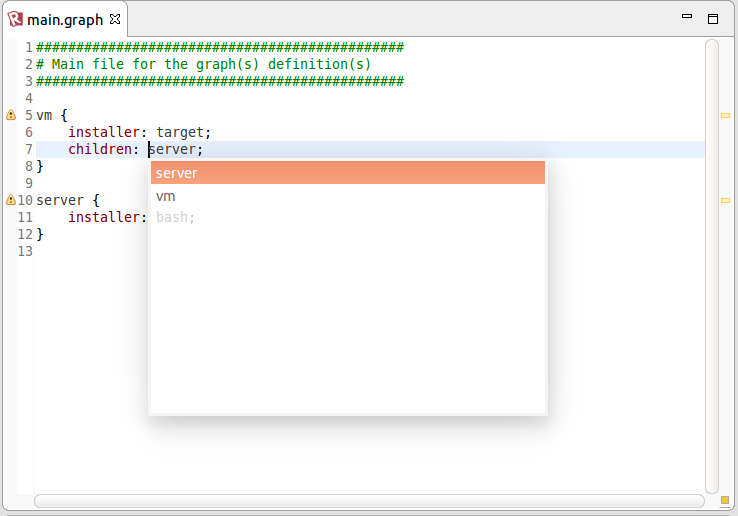 main.graph
1 ##############################################
2 # Main file for the graph(s) definition(s)
3 ##############################################
4
5 vm {
6 installer: target;
7 children: server;
8 }
9
10 server {
11 installer: bash;
12 }
13
server
vm